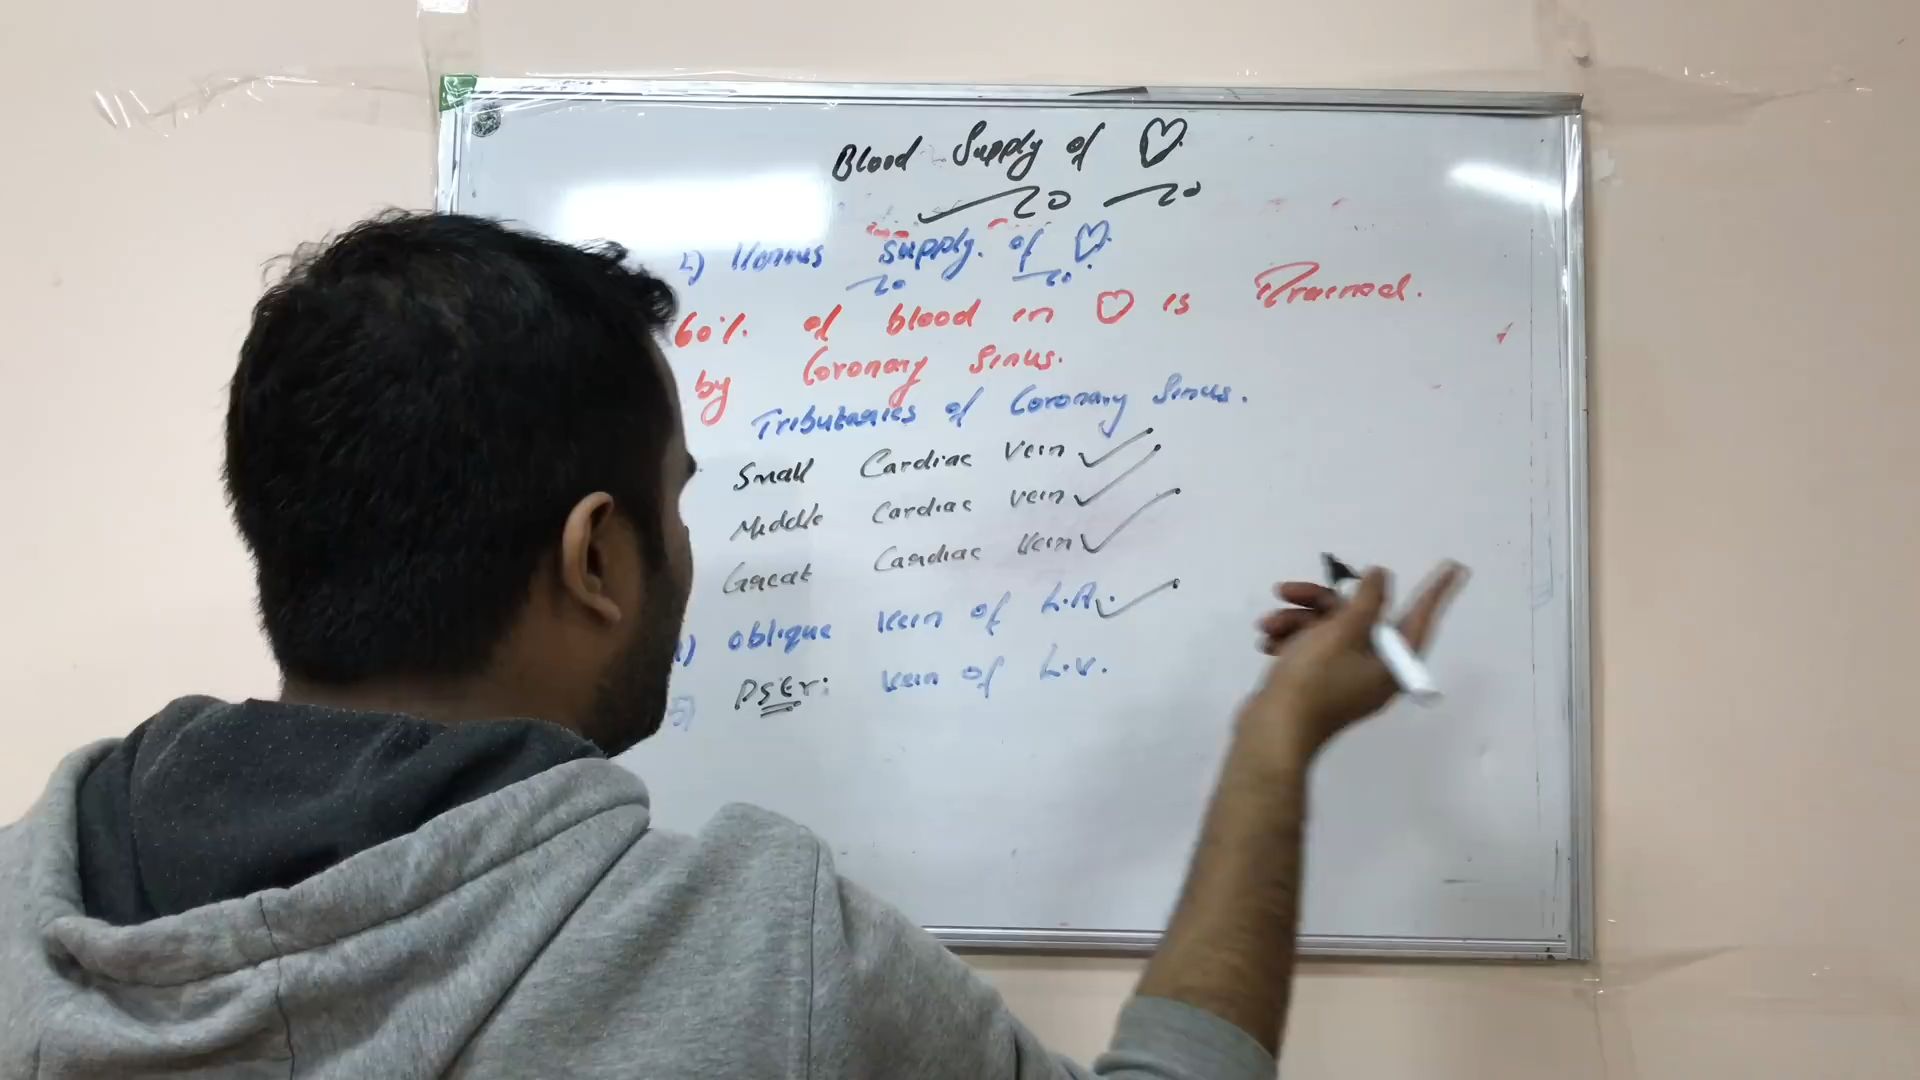 Blood Supply of ♡
Venous Supply. of ♡.
60%. of blood in ♡ is Drained.
by Coronary Sinus.
Tributaries of Coronary Sinus.
Small Cardiac Vein ✓
Middle Cardiac vein ✓
Great Cardiac Vein ✓
oblique Vein of L.A. ✓
5) pster: Vein of L.V.